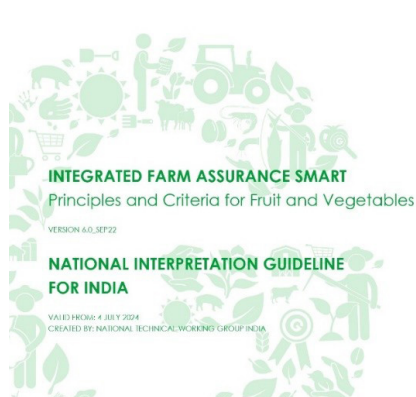 INTEGRATED FARM ASSURANCE SMART
Principles and Criteria for Fruit and Vegetables
VERSION 6.0_SEP22
NATIONAL INTERPRETATION GUIDELINE
FOR INDIA
VALID FROM: 4 JULY 2024
CREATED BY: NATIONAL TECHNICAL WORKING GROUP INDIA